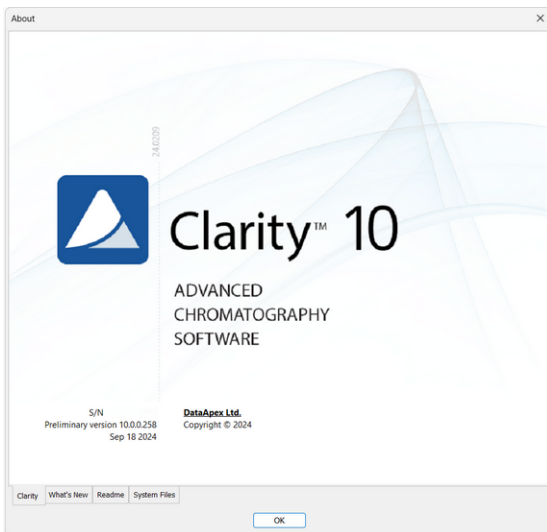 About
24.0209
Clarity™ 10
ADVANCED
CHROMATOGRAPHY
SOFTWARE
S/N
Preliminary version 10.0.0.258
Sep 18 2024
DataApex Ltd.
Copyright © 2024
Clarity What's New Readme System Files
OK